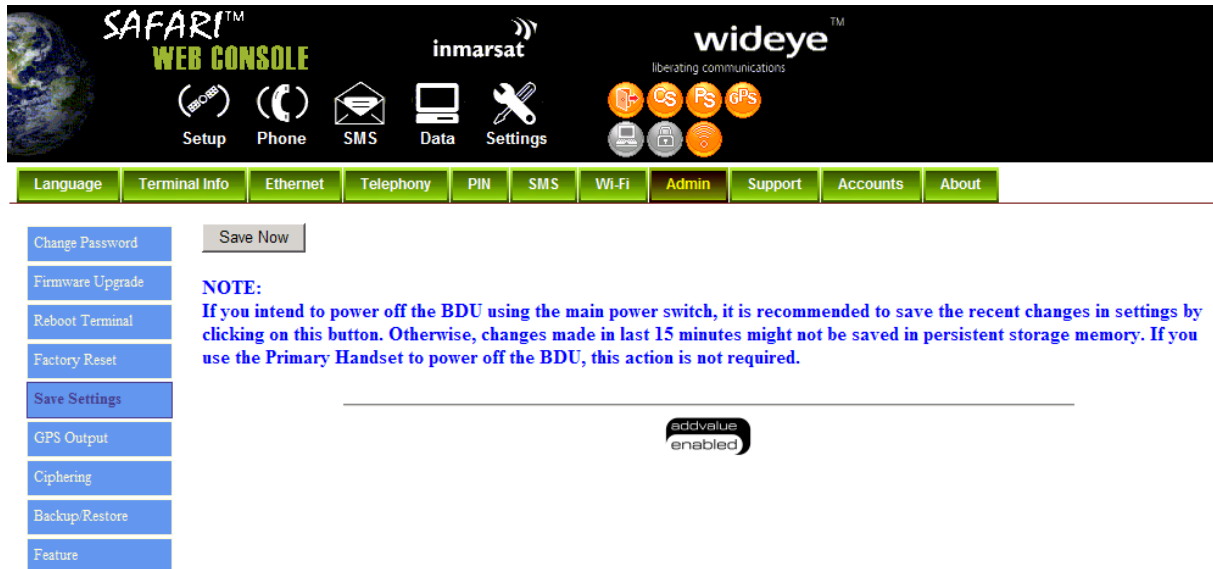 SAFARI™
WEB CONSOLE
inmarsat
wideye™
liberating communications
CS PS GPS
Setup Phone SMS Data Settings
Language Terminal Info Ethernet Telephony PIN SMS Wi-Fi Admin Support Accounts About
Change Password
Firmware Upgrade
Reboot Terminal
Factory Reset
Save Settings
GPS Output
Ciphering
Backup/Restore
Feature
Save Now
NOTE:
If you intend to power off the BDU using the main power switch, it is recommended to save the recent changes in settings by
clicking on this button. Otherwise, changes made in last 15 minutes might not be saved in persistent storage memory. If you
use the Primary Handset to power off the BDU, this action is not required.
addvalue
enabled